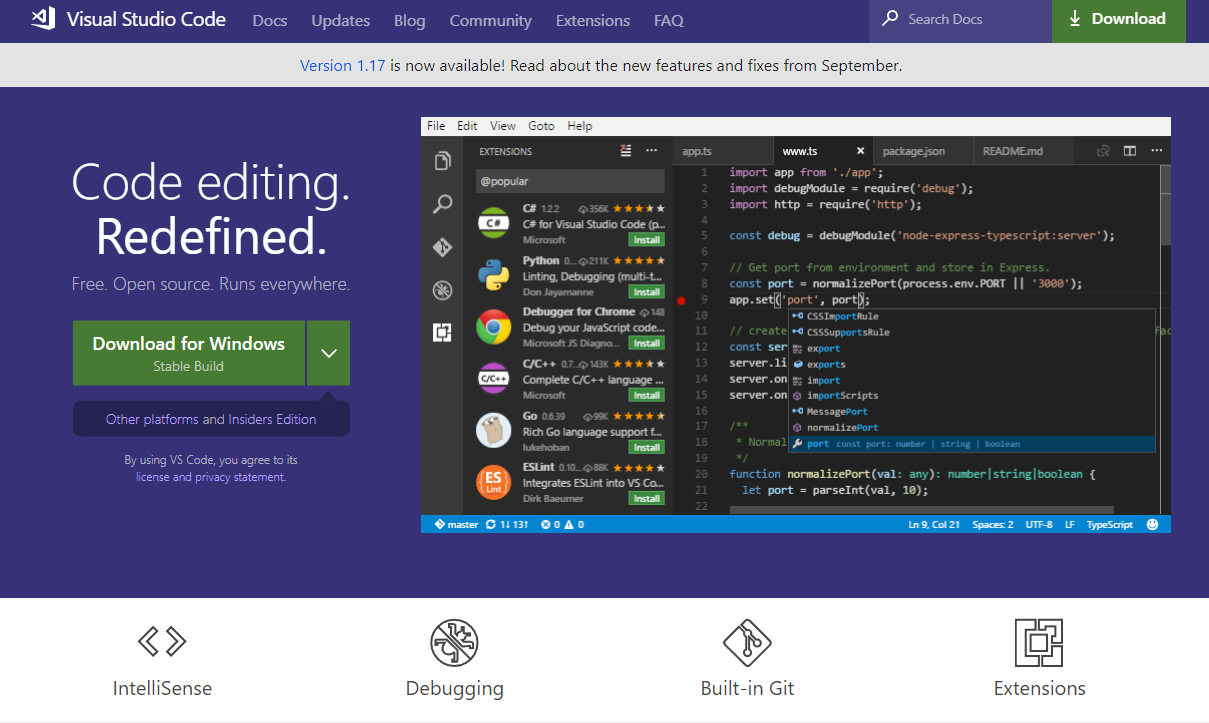 Visual Studio Code Docs Updates Blog Community Extensions FAQ Search Docs Download
Version 1.17 is now available! Read about the new features and fixes from September.
Code editing.
Redefined.
Free. Open source. Runs everywhere.
Download for Windows
Stable Build
Other platforms and Insiders Edition
By using VS Code, you agree to its
license and privacy statement.
File Edit View Goto Help
EXTENSIONS
@popular
C# 1.2.2 356K
C# for Visual Studio Code (p...
Microsoft Install
Python 0... 211K
Linting, Debugging (multi-t...
Don Jayamanne Install
Debugger for Chrome 148
Debug your JavaScript code...
Microsoft JS Diagno... Install
C/C++ 0.7... 143K
Complete C/C++ language ...
Microsoft Install
Go 0.6.39 99K
Rich Go language support f...
lukehoban Install
ESLint 0.10... 88K
Integrates ESLint into VS Co...
Dirk Baeumer Install
C#
C/C++
ES
Lint
app.ts www.ts package.json README.md
1 import app from './app';
2 import debugModule = require('debug');
3 import http = require('http');
4
5 const debug = debugModule('node-express-typescript:server');
6
7 // Get port from environment and store in Express.
8 const port = normalizePort(process.env.PORT || '3000');
9 app.set('port', port);
10
11 // create
12 const ser
13 server.li
14 server.on
15 server.on
16
17 /**
18 * Normal
19 */
20 function normalizePort(val: any): number|string|boolean {
21 let port = parseInt(val, 10);
22
CSSImportRule
CSSSupportsRule
export
exports
import
importScripts
MessagePort
normalizePort
port const port: number | string | boolean
master 1↓ 13↑ 0 0 Ln 9, Col 21 Spaces: 2 UTF-8 LF TypeScript
IntelliSense Debugging Built-in Git Extensions